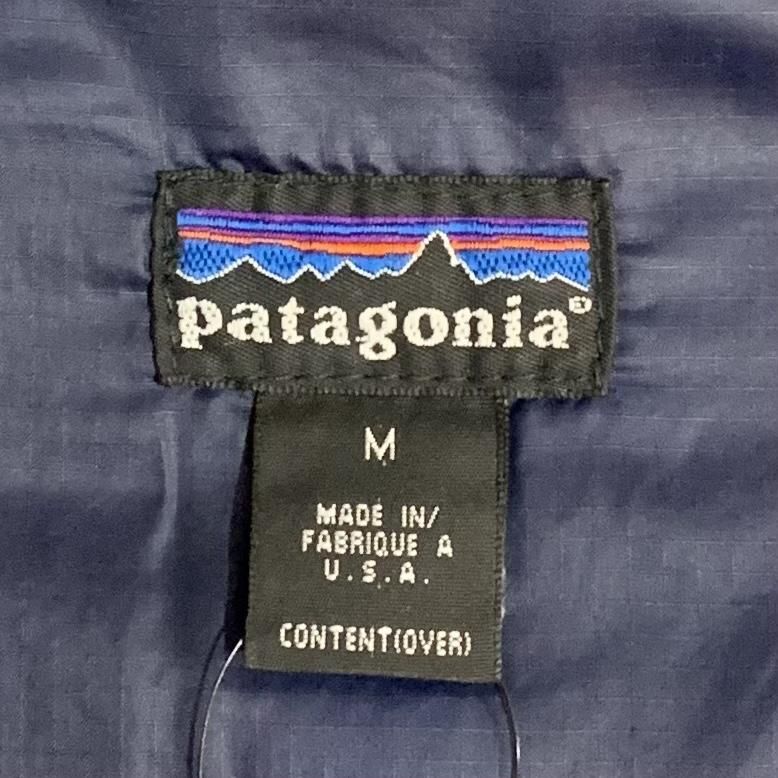 patagonia®
M
MADE IN/
FABRIQUE A
U.S.A.
CONTENT(OVER)